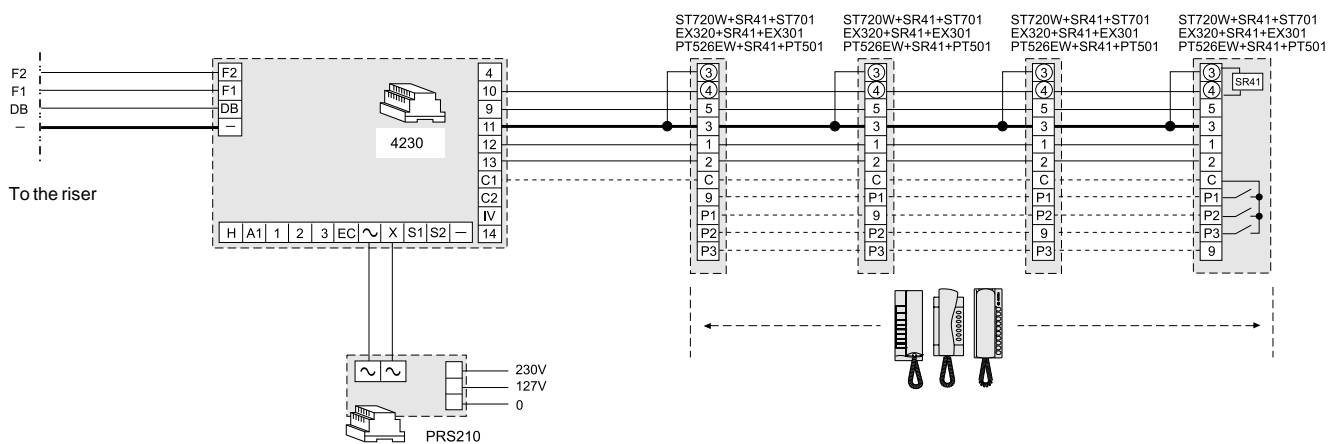 ST720W+SR41+ST701 ST720W+SR41+ST701 ST720W+SR41+ST701 ST720W+SR41+ST701
EX320+SR41+EX301 EX320+SR41+EX301 EX320+SR41+EX301 EX320+SR41+EX301
PT526EW+SR41+PT501 PT526EW+SR41+PT501 PT526EW+SR41+PT501 PT526EW+SR41+PT501
F2 F2 4 3 3 3 3 SR41
F1 F1 10 4 4 4 4
DB DB 9 5 5 5 5
– – 11 3 3 3 3
4230 12 1 1 1 1
13 2 2 2 2
C1 C C C C
To the riser
C2 9 P1 P1 P1
IV P1 9 P2 P2
H A1 1 2 3 EC ~ X S1 S2 – 14 P2 P2 9 P3
P3 P3 P3 9
~ ~ 230V
127V
0
PRS210